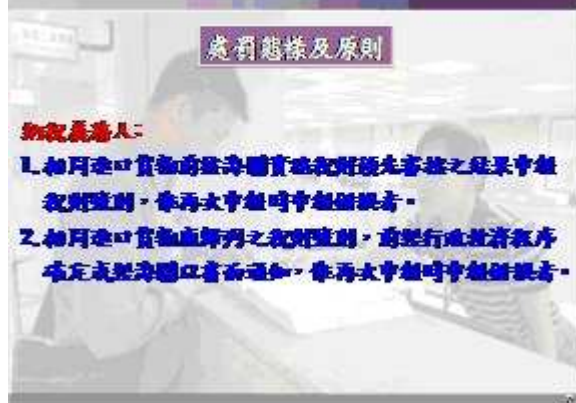 處罰態樣及原則
納稅義務人:
1.相同進口貨物前經海關實施稅則預先審核之結果申報
稅則號別,惟再次申報時申報錯誤者。
2.相同進口貨物應歸列之稅則號別,前經行政救濟程序
確定或經海關以書面通知,惟再次申報時申報錯誤者。